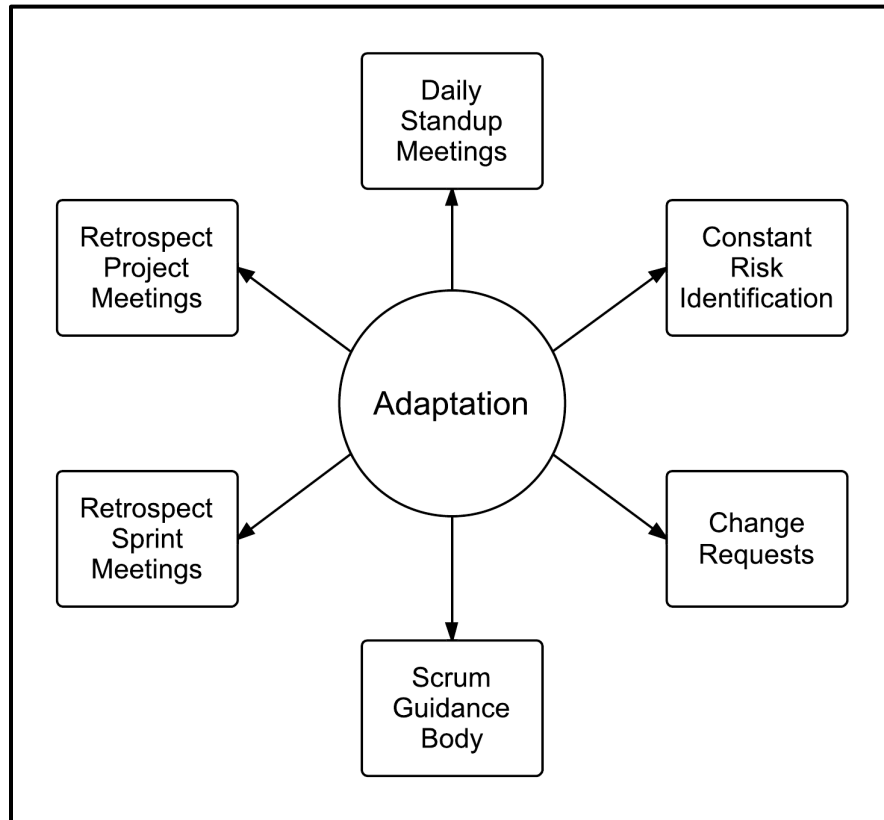 Daily
Standup
Meetings
Retrospect
Project
Meetings
Constant
Risk
Identification
Adaptation
Retrospect
Sprint
Meetings
Change
Requests
Scrum
Guidance
Body